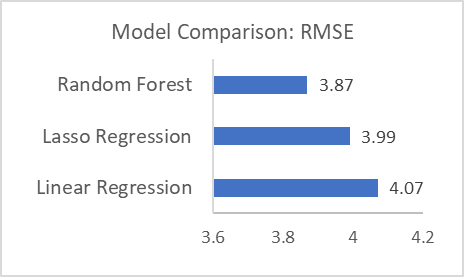 Model Comparison: RMSE
Random Forest 3.87
Lasso Regression 3.99
Linear Regression 4.07
3.6 3.8 4 4.2